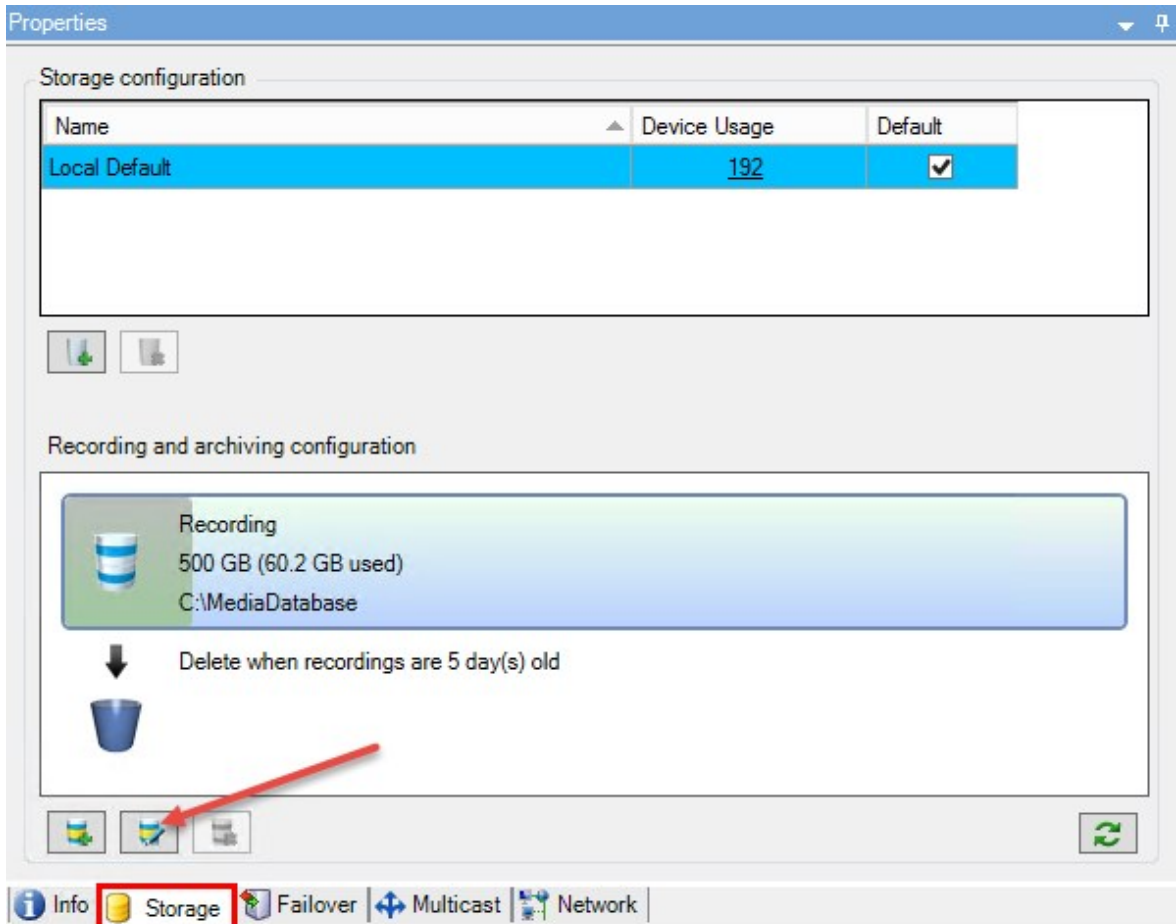 Properties
Storage configuration
Name Device Usage Default
Local Default 192
Recording and archiving configuration
Recording
500 GB (60.2 GB used)
C:\MediaDatabase
Delete when recordings are 5 day(s) old
Info Storage Failover Multicast Network